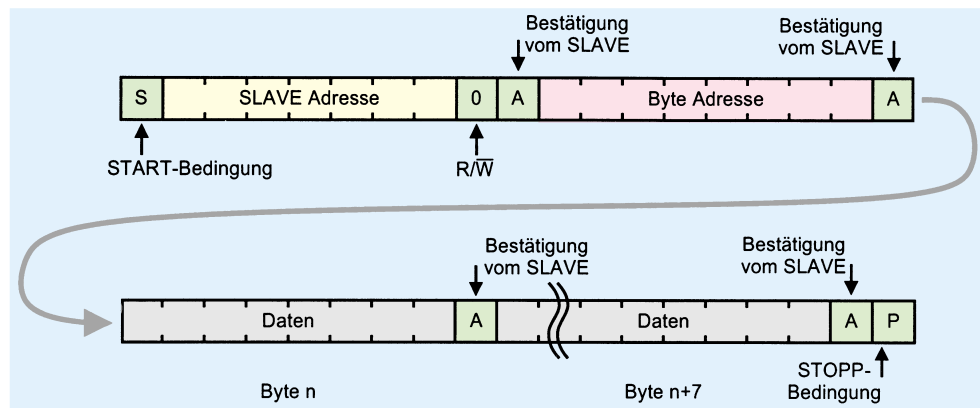 Bestätigung
vom SLAVE
Bestätigung
vom SLAVE
S SLAVE Adresse 0 A Byte Adresse A
START-Bedingung
R/W̅
Bestätigung
vom SLAVE
Bestätigung
vom SLAVE
Daten A Daten A P
STOPP-
Bedingung
Byte n
Byte n+7